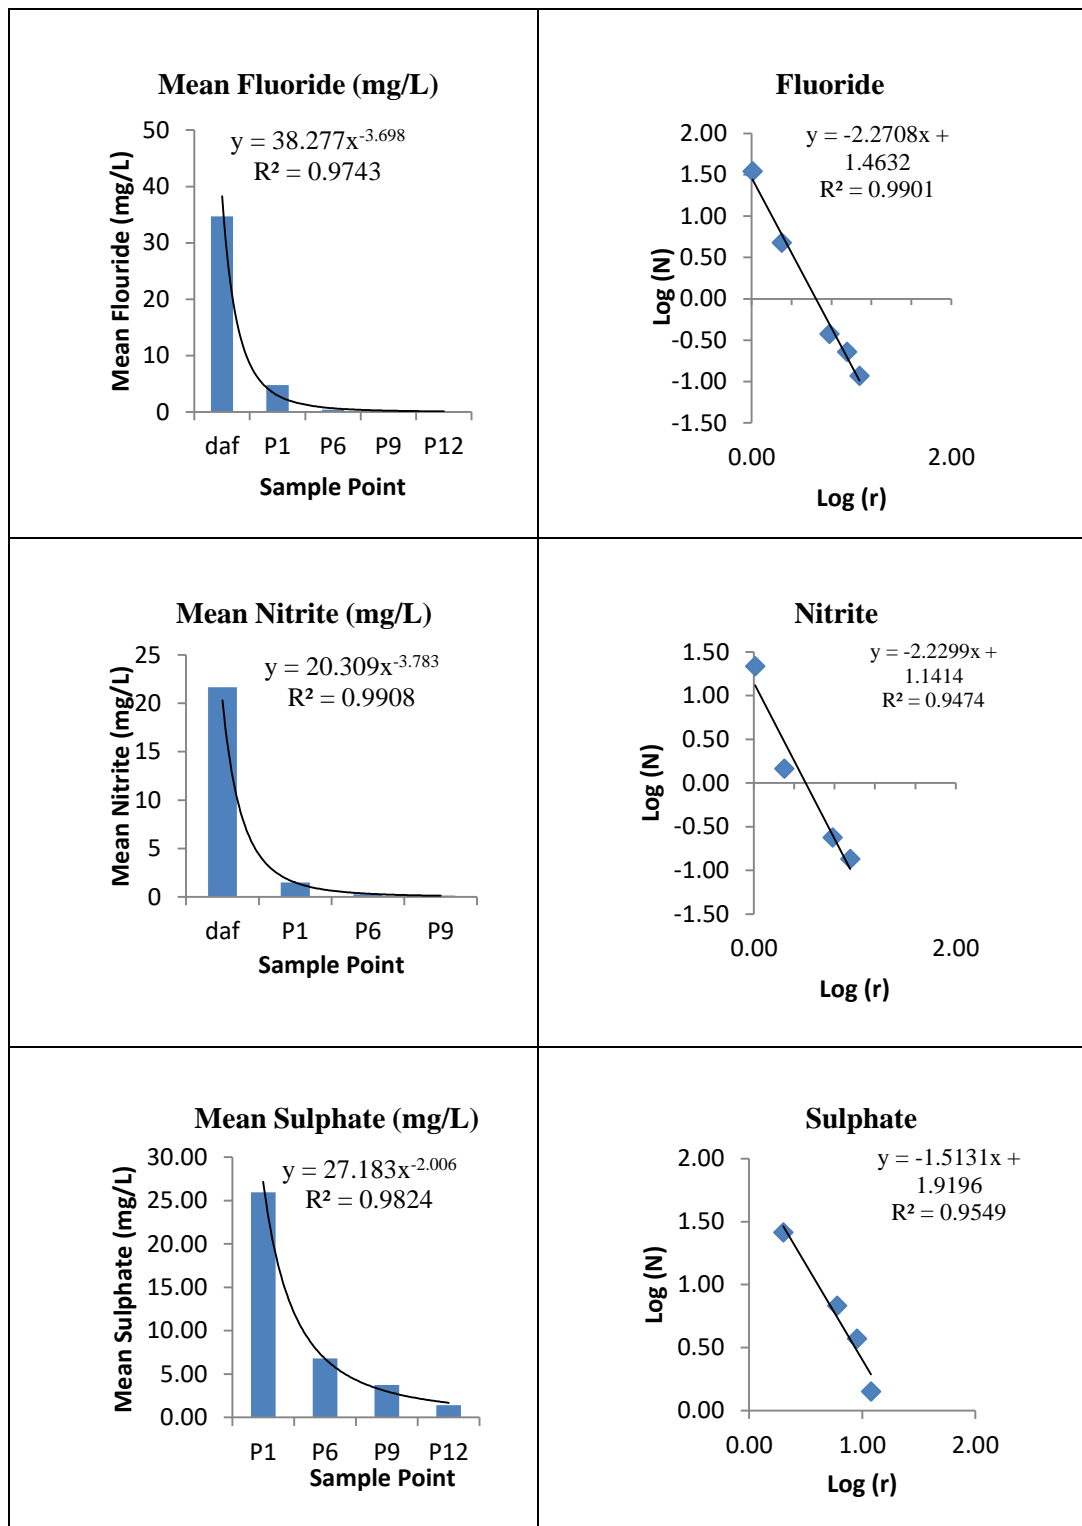 Mean Fluoride (mg/L)
y = 38.277x^-3.698
R² = 0.9743
Mean Flouride (mg/L)
50
40
30
20
10
0
daf P1 P6 P9 P12
Sample Point
Fluoride
y = -2.2708x +
1.4632
R² = 0.9901
Log (N)
2.00
1.50
1.00
0.50
0.00
-0.50
-1.00
-1.50
0.00 2.00
Log (r)
Mean Nitrite (mg/L)
y = 20.309x^-3.783
R² = 0.9908
Mean Nitrite (mg/L)
25
20
15
10
5
0
daf P1 P6 P9
Sample Point
Nitrite
y = -2.2299x +
1.1414
R² = 0.9474
Log (N)
1.50
1.00
0.50
0.00
-0.50
-1.00
-1.50
0.00 2.00
Log (r)
Mean Sulphate (mg/L)
y = 27.183x^-2.006
R² = 0.9824
Mean Sulphate (mg/L)
30.00
25.00
20.00
15.00
10.00
5.00
0.00
P1 P6 P9 P12
Sample Point
Sulphate
y = -1.5131x +
1.9196
R² = 0.9549
Log (N)
2.00
1.50
1.00
0.50
0.00
0.00 1.00 2.00
Log (r)